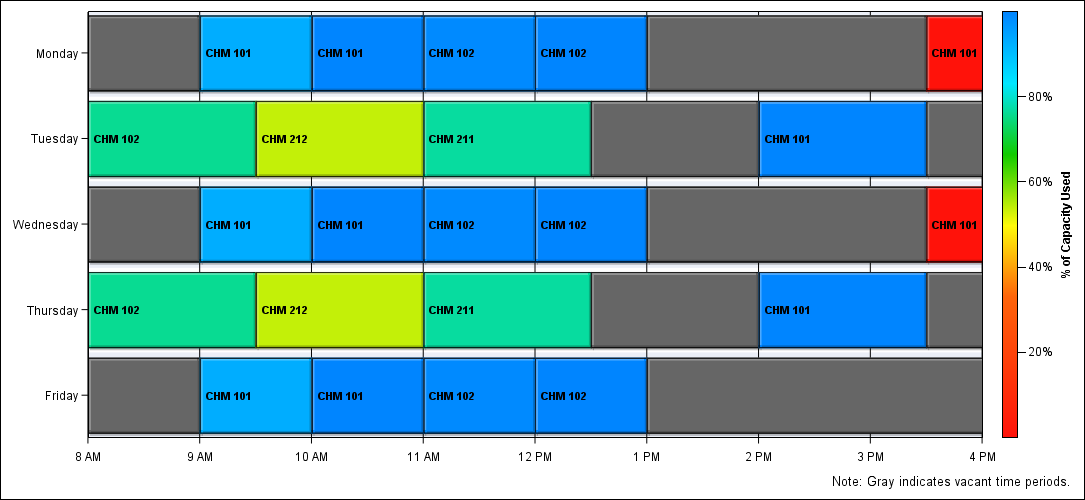 Monday CHM 101 CHM 101 CHM 102 CHM 102 CHM 101
Tuesday CHM 102 CHM 212 CHM 211 CHM 101
Wednesday CHM 101 CHM 101 CHM 102 CHM 102 CHM 101
Thursday CHM 102 CHM 212 CHM 211 CHM 101
Friday CHM 101 CHM 101 CHM 102 CHM 102
8 AM 9 AM 10 AM 11 AM 12 PM 1 PM 2 PM 3 PM 4 PM
80%
60%
40%
20%
% of Capacity Used
Note: Gray indicates vacant time periods.